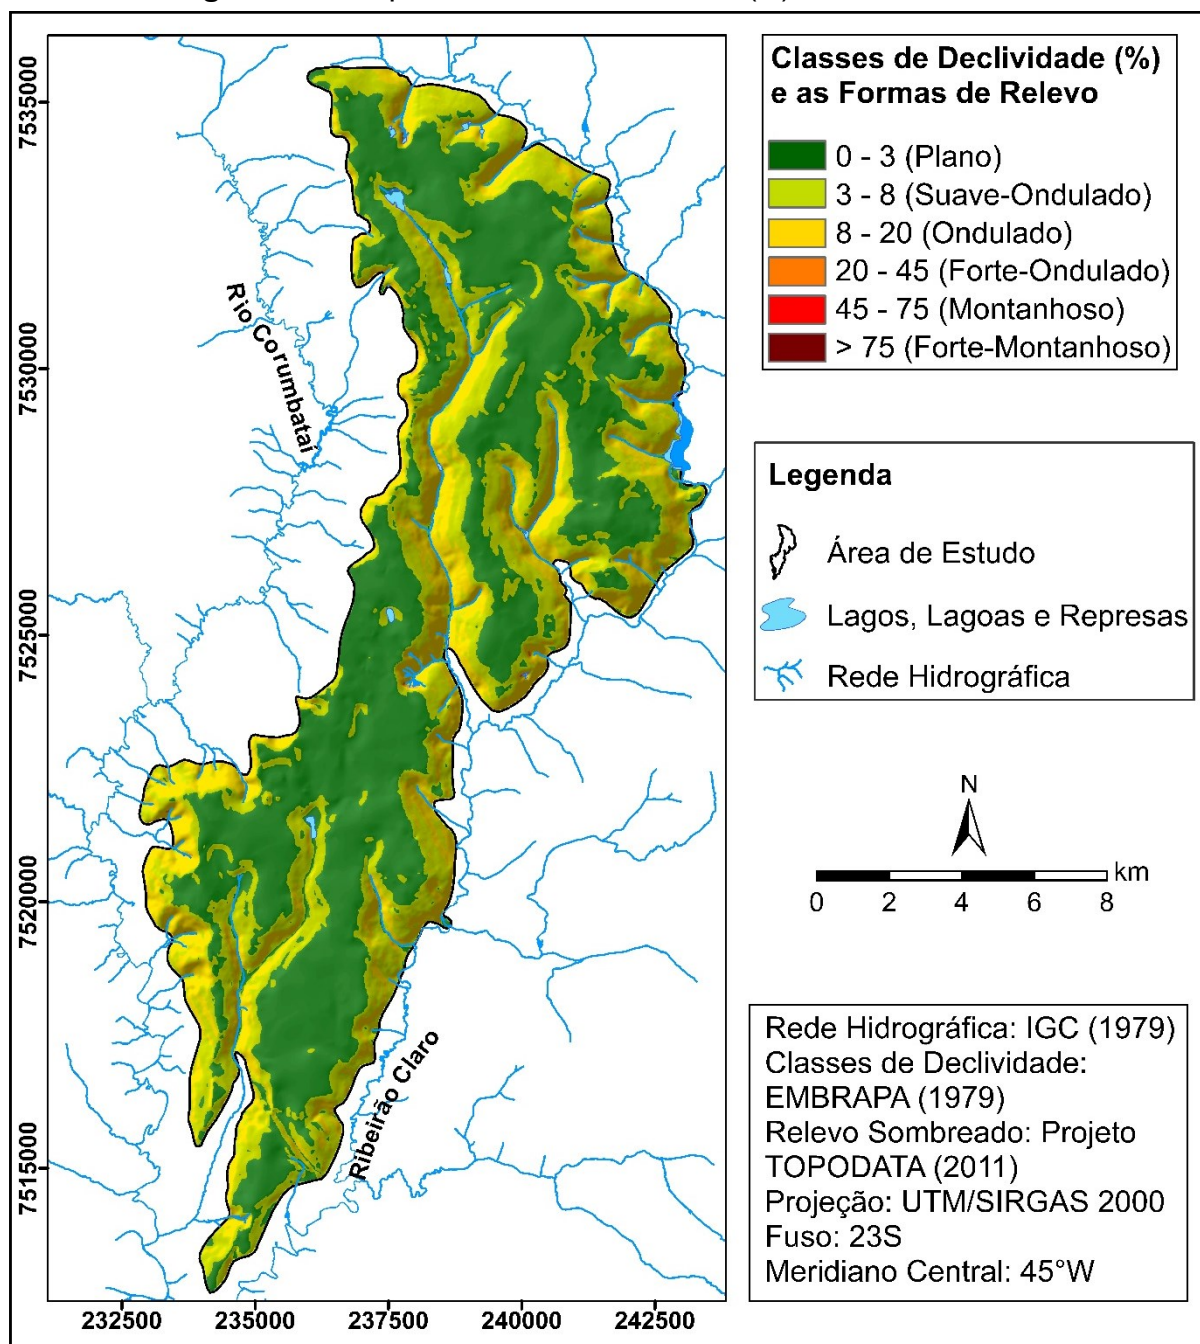 Classes de Declividade (%)
e as Formas de Relevo
0 - 3 (Plano)
3 - 8 (Suave-Ondulado)
8 - 20 (Ondulado)
20 - 45 (Forte-Ondulado)
45 - 75 (Montanhoso)
> 75 (Forte-Montanhoso)
Legenda
Área de Estudo
Lagos, Lagoas e Represas
Rede Hidrográfica
N
km
0 2 4 6 8
Rede Hidrográfica: IGC (1979)
Classes de Declividade:
EMBRAPA (1979)
Relevo Sombreado: Projeto
TOPODATA (2011)
Projeção: UTM/SIRGAS 2000
Fuso: 23S
Meridiano Central: 45°W
Rio Corumbataí
Ribeirão Claro
7535000
7530000
7525000
7520000
7515000
232500 235000 237500 240000 242500